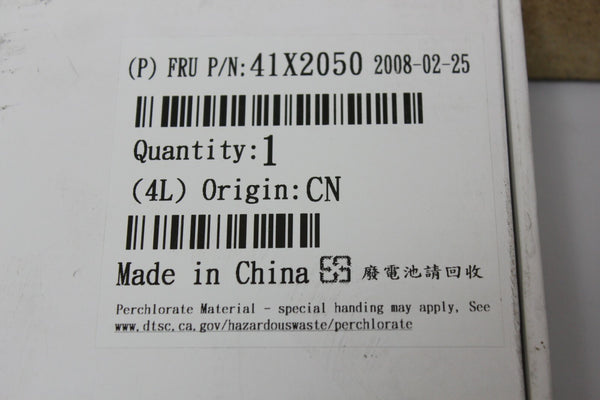 (P) FRU P/N: 41X2050 2008-02-25
Quantity: 1
(4L) Origin: CN
Made in China 廢電池請回收
Perchlorate Material - special handing may apply, See
www.dtsc.ca.gov/hazardouswaste/perchlorate